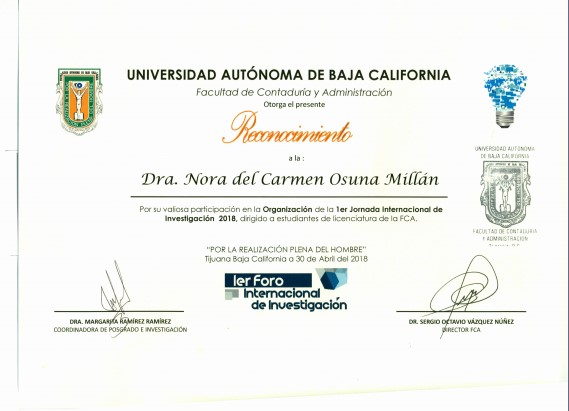 UNIVERSIDAD AUTÓNOMA DE BAJA CALIFORNIA
Facultad de Contaduría y Administración
Otorga el presente
Reconocimiento
a la :
Dra. Nora del Carmen Osuna Millán
Por su valiosa participación en la Organización de la 1er Jornada Internacional de
Investigación 2018, dirigido a estudiantes de licenciatura de la FCA.
"POR LA REALIZACIÓN PLENA DEL HOMBRE"
Tijuana Baja California a 30 de Abril del 2018
1er Foro
Internacional
de Investigación
UNIVERSIDAD AUTÓNOMA
DE BAJA CALIFORNIA
FACULTAD DE CONTADURÍA
Y ADMINISTRACIÓN
DRA. MARGARITA RAMÍREZ RAMÍREZ
COORDINADORA DE POSGRADO E INVESTIGACIÓN
DR. SERGIO OCTAVIO VÁZQUEZ NÚÑEZ
DIRECTOR FCA